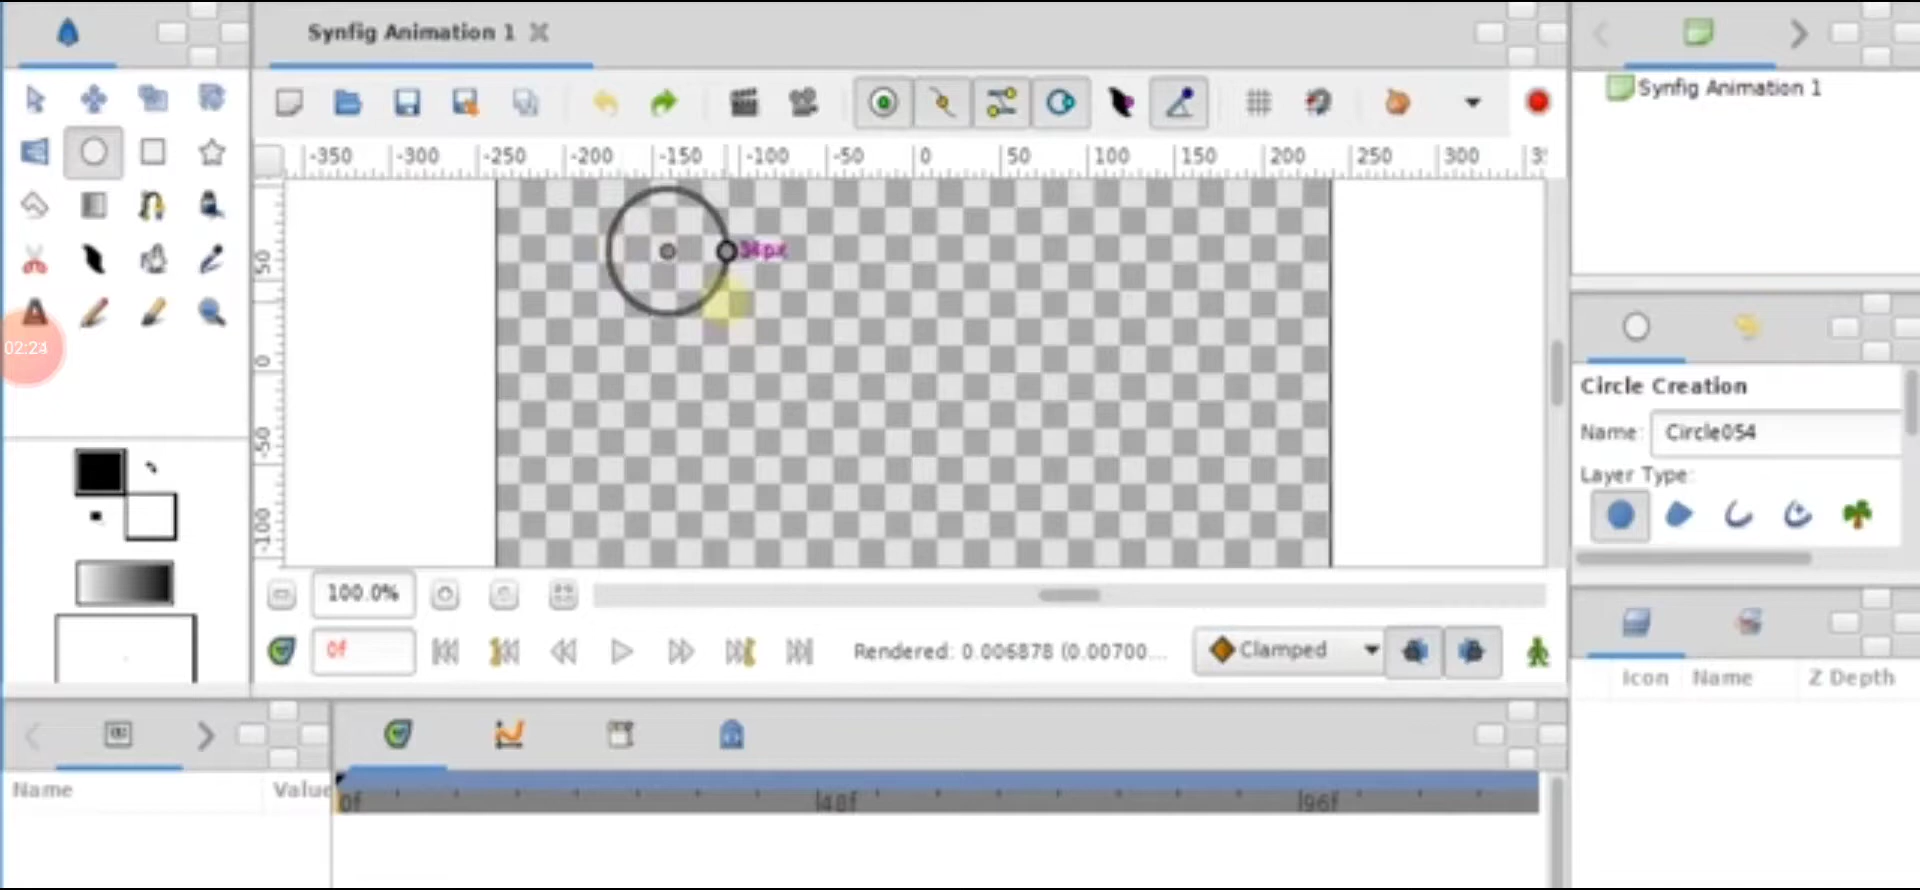 Synfig Animation 1
Synfig Animation 1
-350 -300 -250 -200 -150 -100 -50 0 50 100 150 200 250 300
50
0
-50
-100
02:24
Circle Creation
Name: Circle054
Layer Type:
100.0%
0f
Rendered: 0.006878 (0.00700...
Clamped
Icon Name Z Depth
Name Value
0f 48f 96f